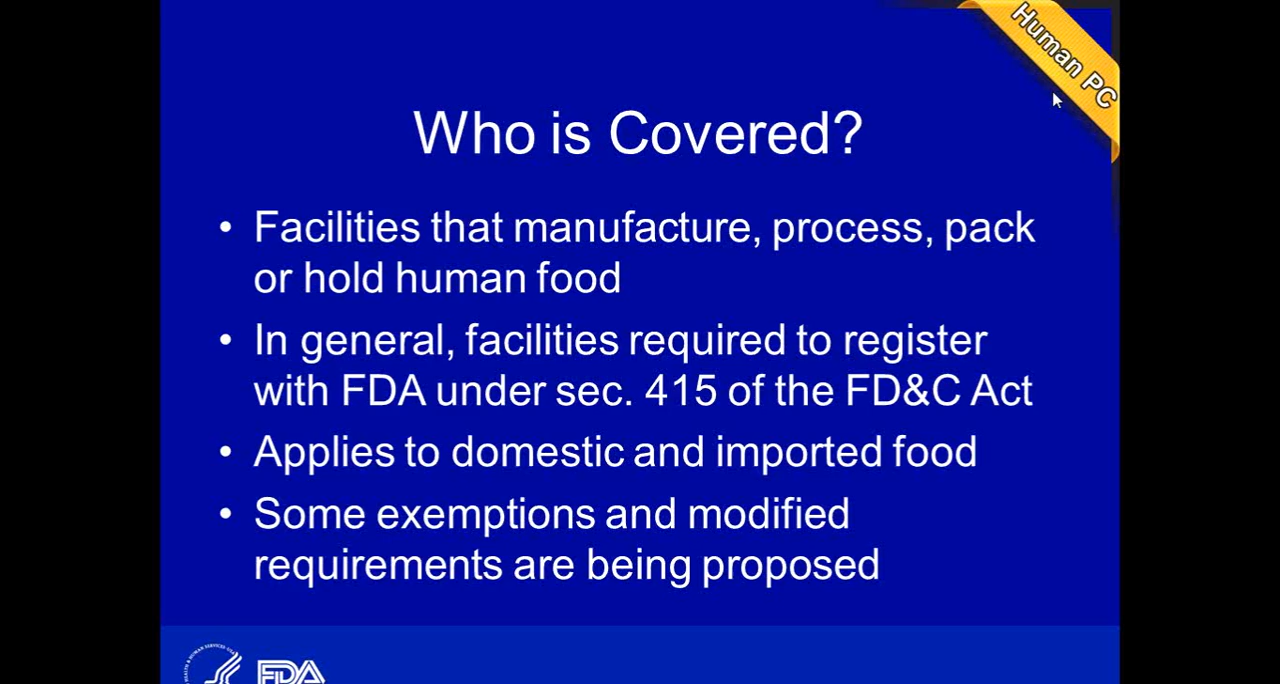 Human PC
Who is Covered?
• Facilities that manufacture, process, pack
or hold human food
• In general, facilities required to register
with FDA under sec. 415 of the FD&C Act
• Applies to domestic and imported food
• Some exemptions and modified
requirements are being proposed
FDA